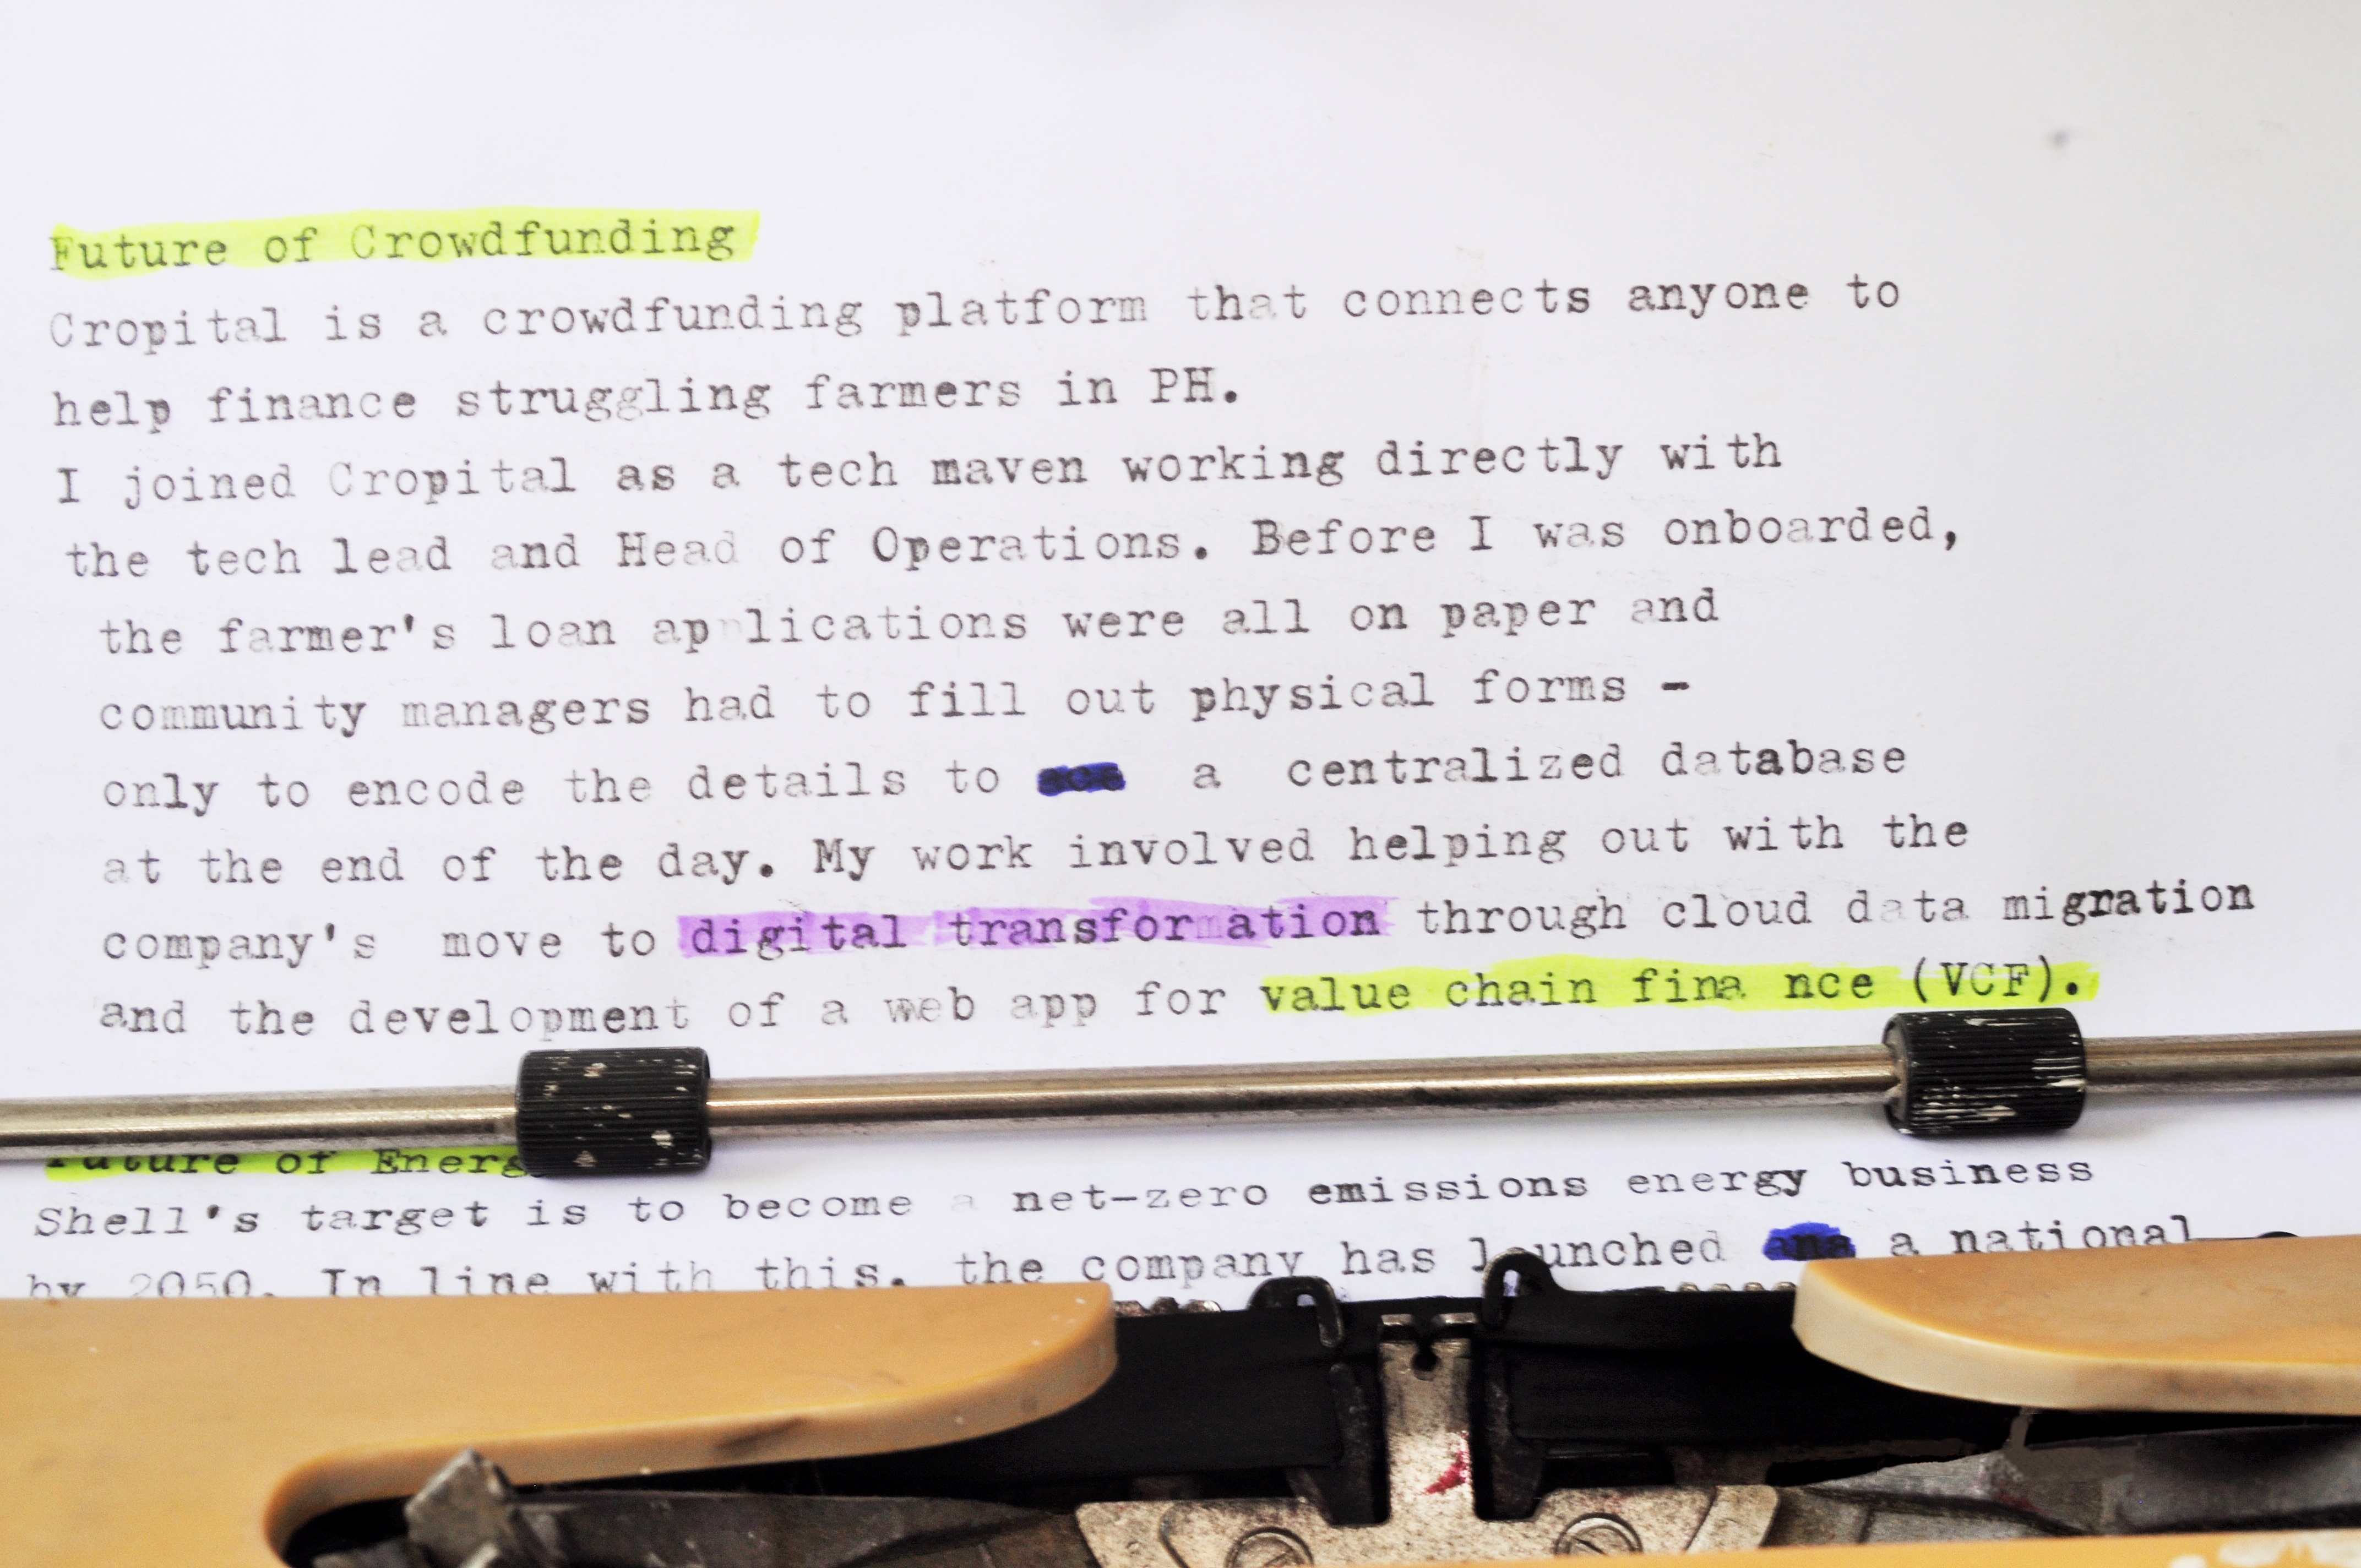 Future of Crowdfunding
Cropital is a crowdfunding platform that connects anyone to
help finance struggling farmers in PH.
I joined Cropital as a tech maven working directly with
the tech lead and Head of Operations. Before I was onboarded,
the farmer's loan ap lications were all on paper and
community managers had to fill out physical forms -
only to encode the details to a centralized database
at the end of the day. My work involved helping out with the
company's move to digital transformation through cloud data migration
and the development of a web app for value chain fina nce (VCF).
Future of Energ
Shell's target is to become a net-zero emissions energy business
by 2050. In line with this, the company has launched a national